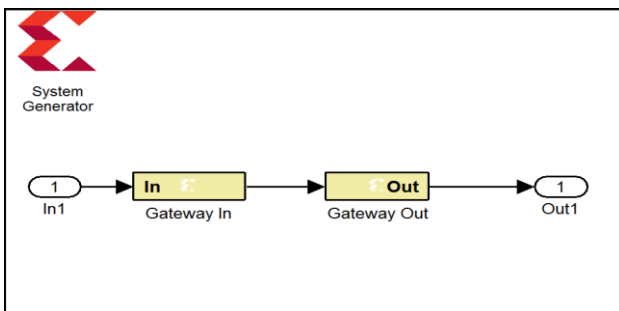 System
Generator
1
In
Out
1
In1
Gateway In
Gateway Out
Out1